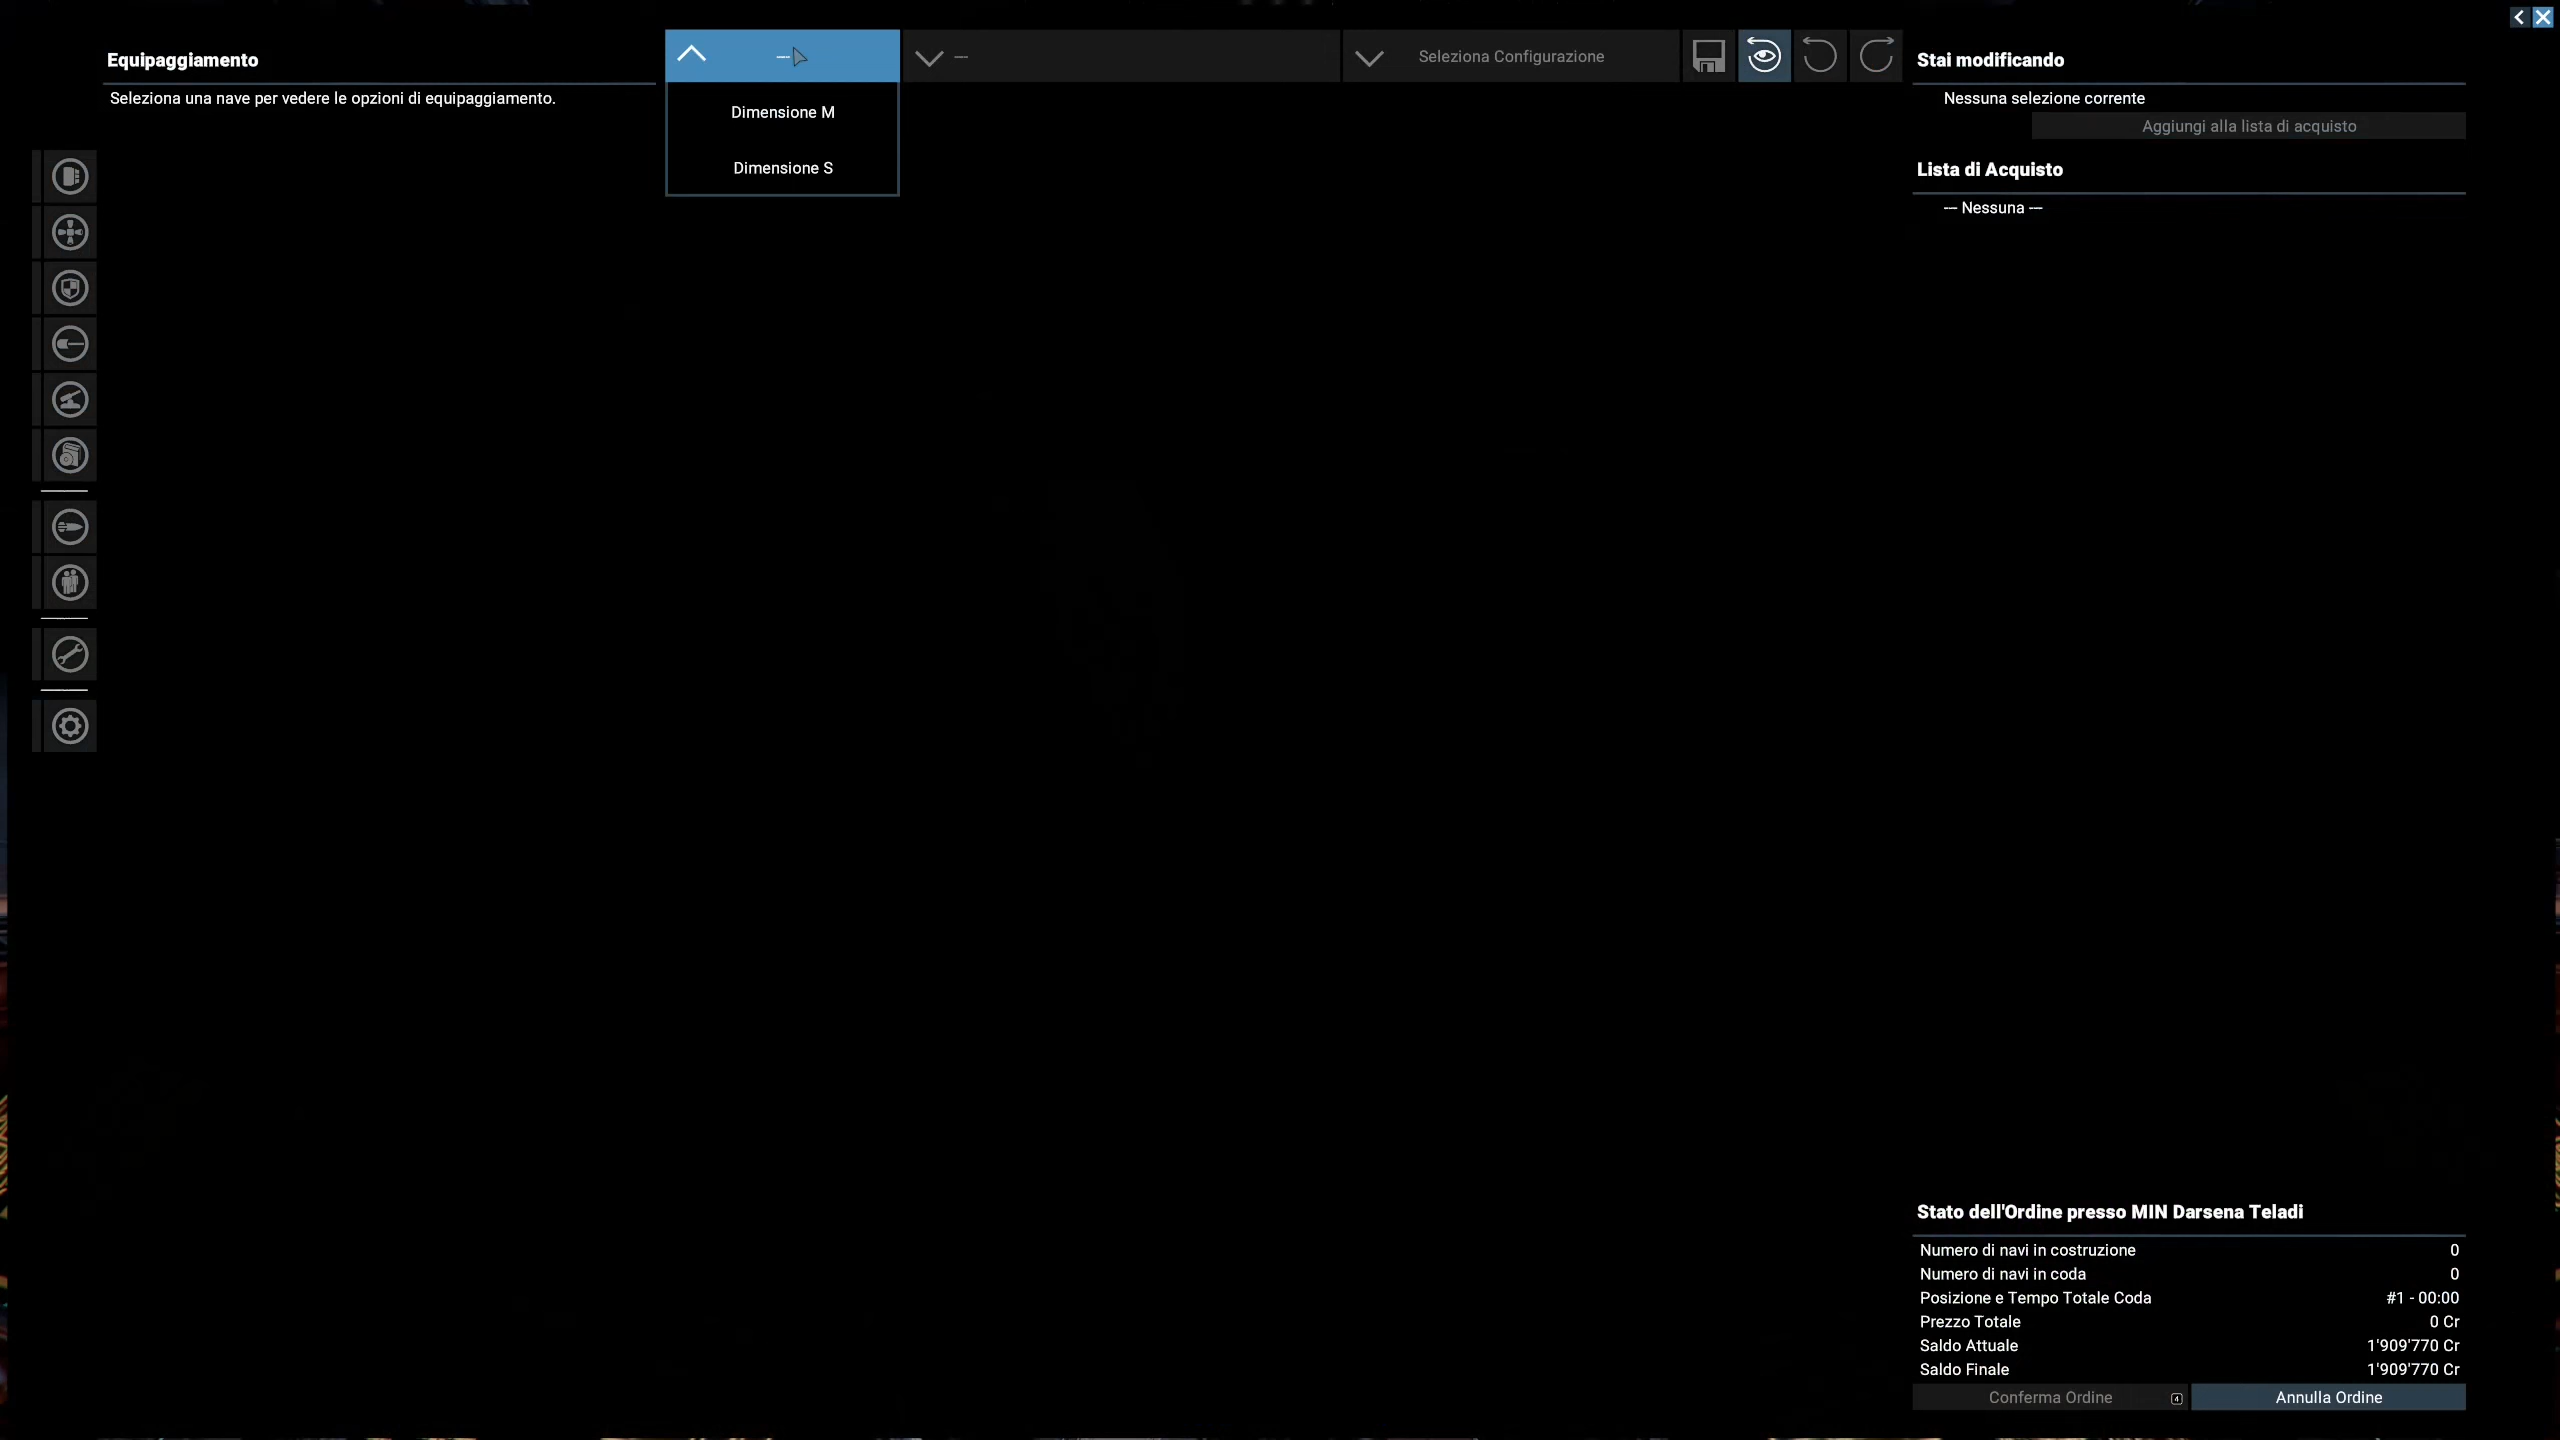 Equipaggiamento
Seleziona una nave per vedere le opzioni di equipaggiamento.
---
Dimensione M
Dimensione S
---
Seleziona Configurazione
Stai modificando
Nessuna selezione corrente
Aggiungi alla lista di acquisto
Lista di Acquisto
--- Nessuna ---
Stato dell'Ordine presso MIN Darsena Teladi
Numero di navi in costruzione 0
Numero di navi in coda 0
Posizione e Tempo Totale Coda #1 - 00:00
Prezzo Totale 0 Cr
Saldo Attuale 1'909'770 Cr
Saldo Finale 1'909'770 Cr
Conferma Ordine
Annulla Ordine